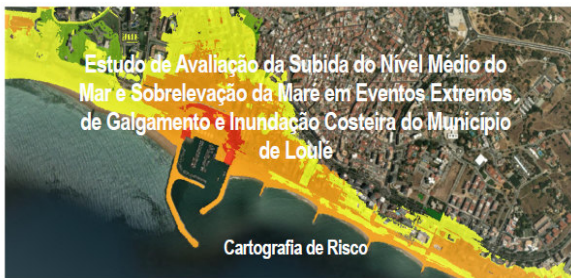 Estudo de Avaliação da Subida do Nível Médio do
Mar e Sobrelevação da Maré em Eventos Extremos
de Galgamento e Inundação Costeira do Município
de Loulé
Cartografia de Risco